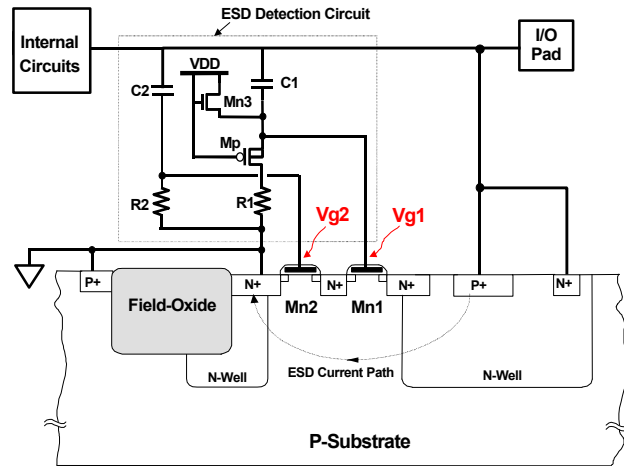 ESD Detection Circuit
Internal
Circuits
I/O
Pad
VDD
C2
C1
Mn3
Mp
R2
R1
Vg2
Vg1
P+
Field-Oxide
N+
Mn2
N+
Mn1
N+
P+
N+
N-Well
ESD Current Path
N-Well
P-Substrate